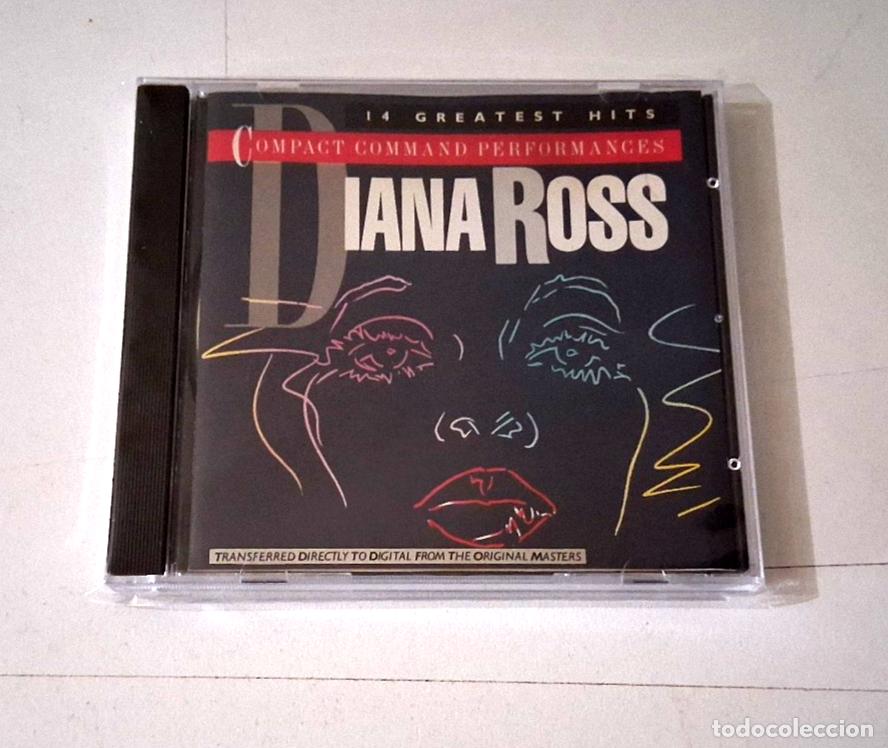 14 GREATEST HITS
COMPACT COMMAND PERFORMANCES
DIANA ROSS
TRANSFERRED DIRECTLY TO DIGITAL FROM THE ORIGINAL MASTERS
todocoleccion